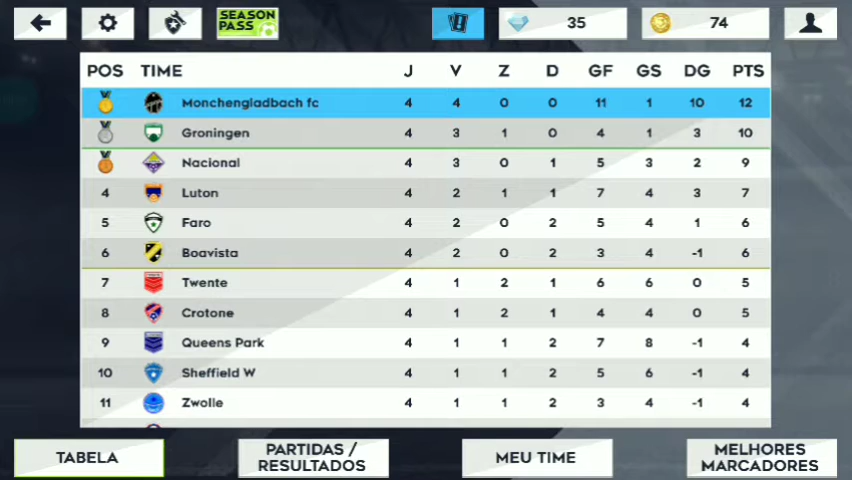 SEASON PASS 35 74
POS TIME J V Z D GF GS DG PTS
Monchengladbach fc 4 4 0 0 11 1 10 12
Groningen 4 3 1 0 4 1 3 10
Nacional 4 3 0 1 5 3 2 9
4 Luton 4 2 1 1 7 4 3 7
5 Faro 4 2 0 2 5 4 1 6
6 Boavista 4 2 0 2 3 4 -1 6
7 Twente 4 1 2 1 6 6 0 5
8 Crotone 4 1 2 1 4 4 0 5
9 Queens Park 4 1 1 2 7 8 -1 4
10 Sheffield W 4 1 1 2 5 6 -1 4
11 Zwolle 4 1 1 2 3 4 -1 4
TABELA
PARTIDAS /
RESULTADOS
MEU TIME
MELHORES
MARCADORES